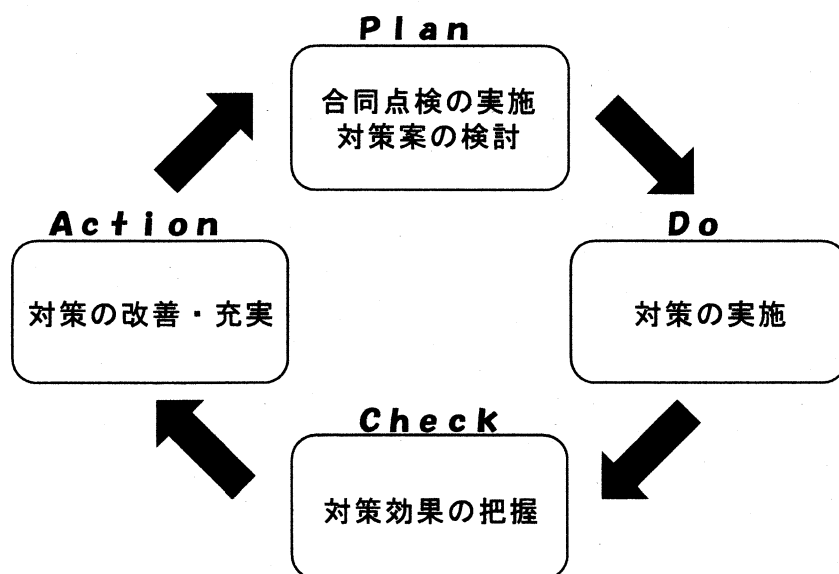 Plan
合同点検の実施
対策案の検討
Do
対策の実施
Check
対策効果の把握
Action
対策の改善・充実